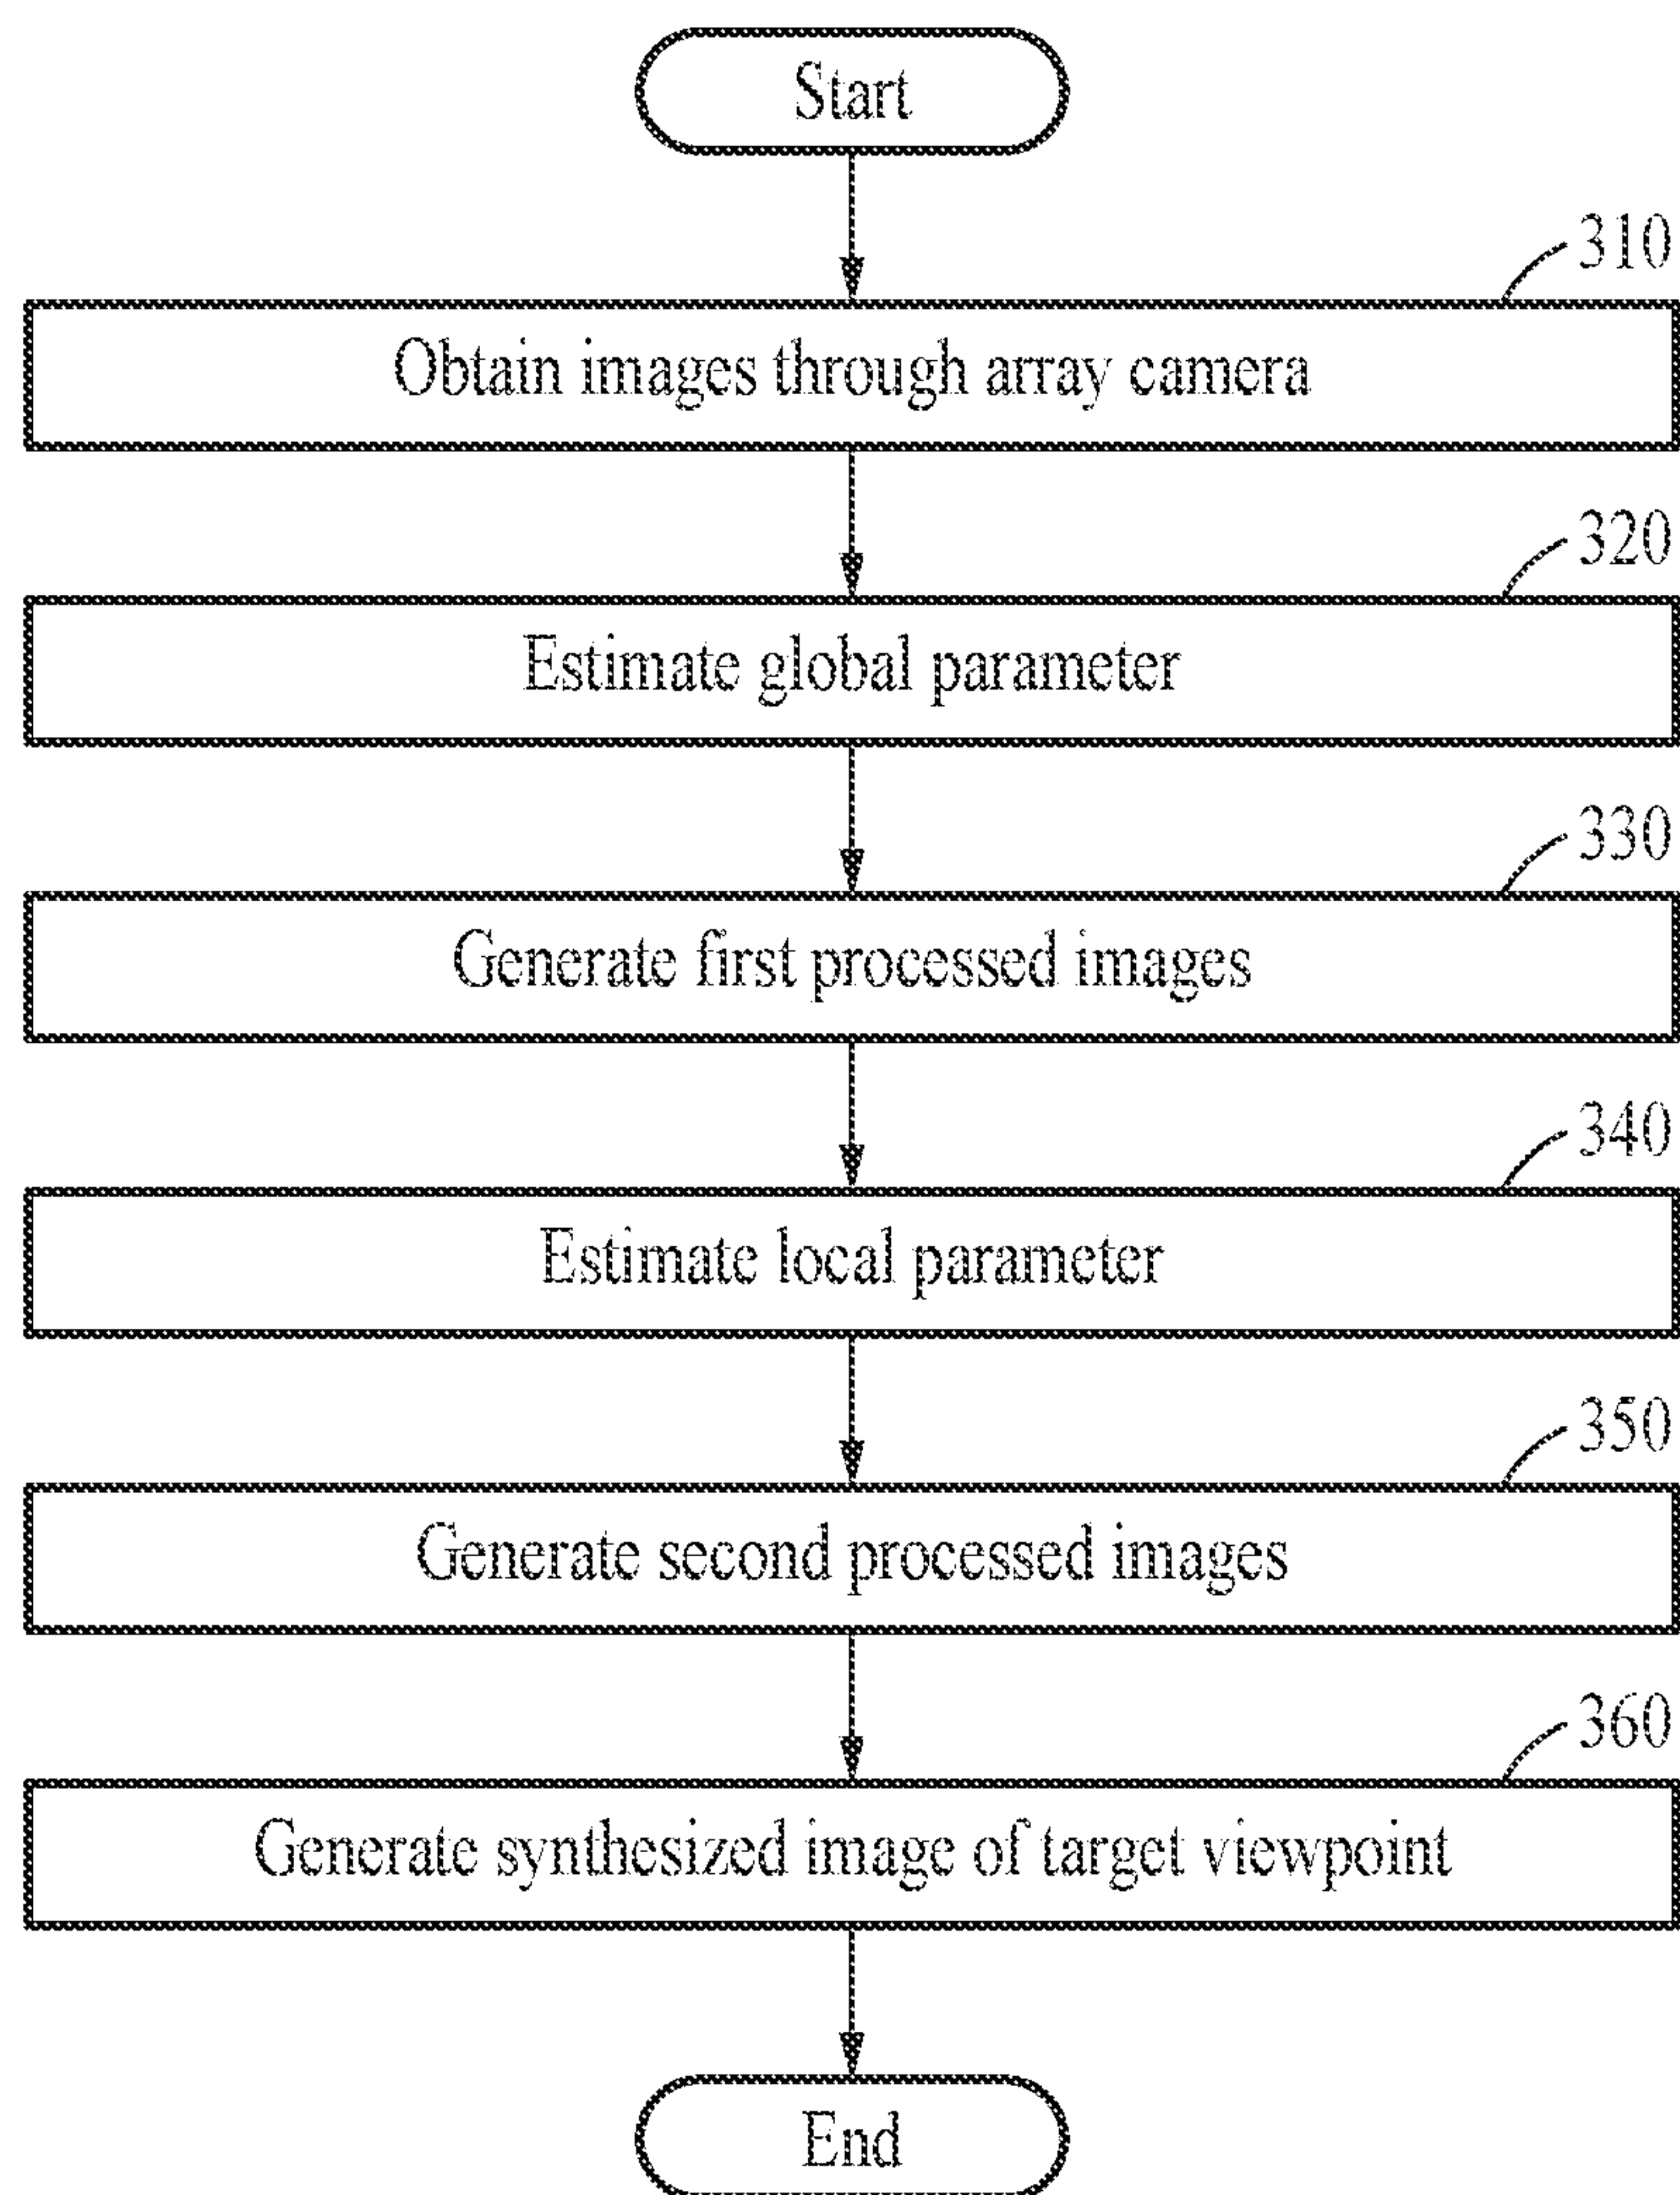 Start
310
Obtain images through array camera
320
Estimate global parameter
330
Generate first processed images
340
Estimate local parameter
350
Generate second processed images
360
Generate synthesized image of target viewpoint
End